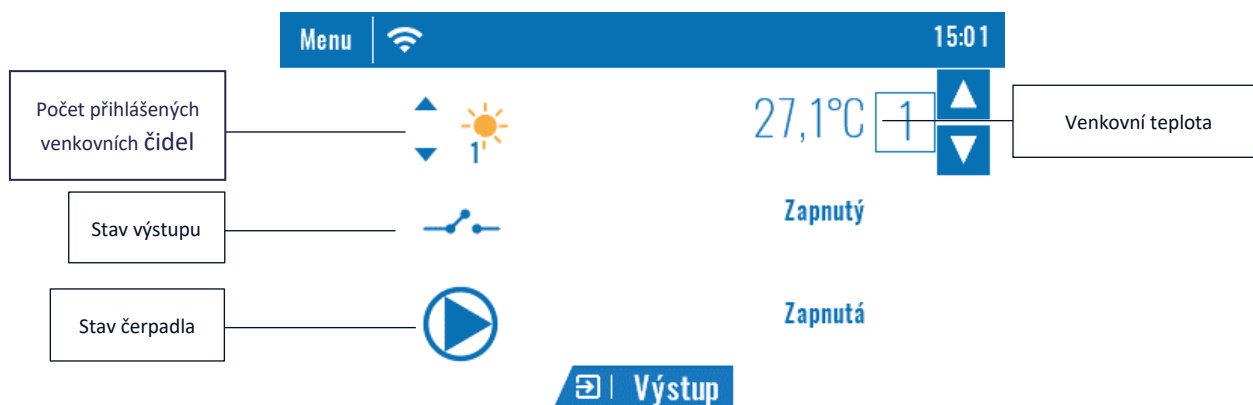 Menu
15:01
Počet přihlášených
venkovních čidel
1
27,1°C
1
Venkovní teplota
Stav výstupu
Zapnutý
Stav čerpadla
Zapnutá
Výstup